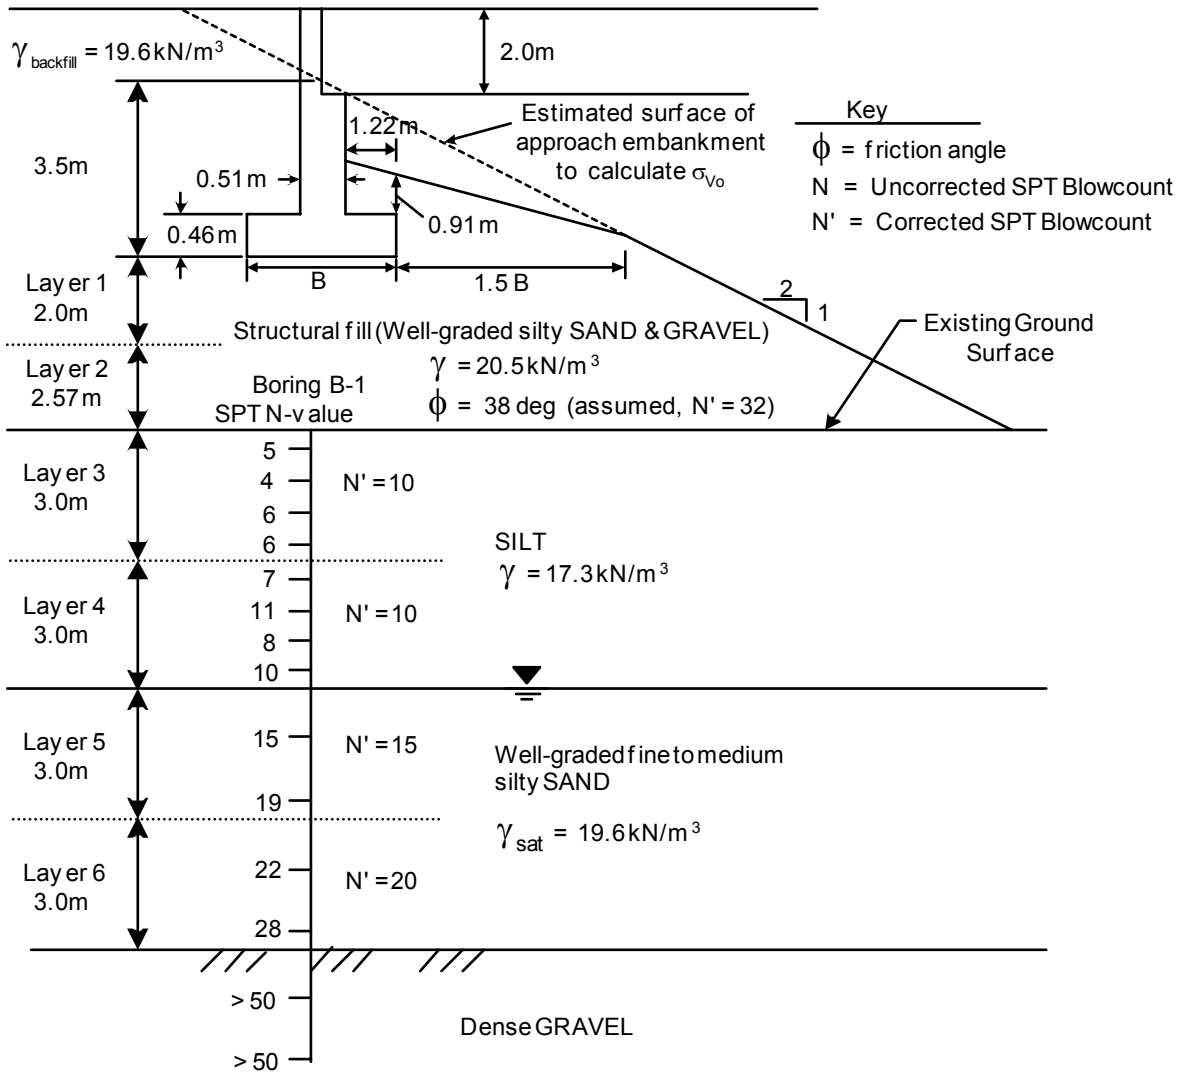 γbackfill = 19.6 kN/m³
2.0m
3.5m
1.22m
0.51m
0.46m
0.91m
B
1.5 B
Estimated surface of
approach embankment
to calculate σVo
Key
ϕ = friction angle
N = Uncorrected SPT Blowcount
N' = Corrected SPT Blowcount
2
1
Existing Ground
Surface
Layer 1
2.0m
Structural fill (Well-graded silty SAND & GRAVEL)
γ = 20.5 kN/m³
ϕ = 38 deg (assumed, N' = 32)
Layer 2
2.57 m
Boring B-1
SPT N-value
Layer 3
3.0m
5
4
6
6
N' = 10
SILT
γ = 17.3 kN/m³
Layer 4
3.0m
7
11
8
10
N' = 10
Layer 5
3.0m
15
19
N' = 15
Well-graded fine to medium
silty SAND
γsat = 19.6 kN/m³
Layer 6
3.0m
22
28
N' = 20
> 50
> 50
Dense GRAVEL